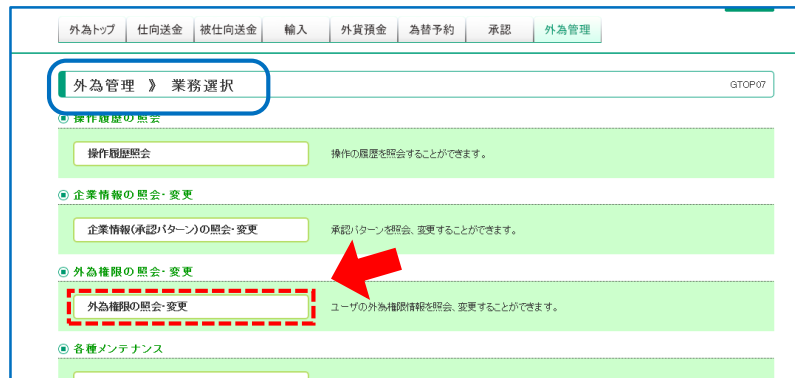 外為トップ 仕向送金 被仕向送金 輸入 外貨預金 為替予約 承認 外為管理
外為管理 》 業務選択 GTOP07
操作履歴の照会
操作履歴照会 操作の履歴を照会することができます。
企業情報の照会・変更
企業情報(承認パターン)の照会・変更 承認パターンを照会、変更することができます。
外為権限の照会・変更
外為権限の照会・変更 ユーザの外為権限情報を照会、変更することができます。
各種メンテナンス